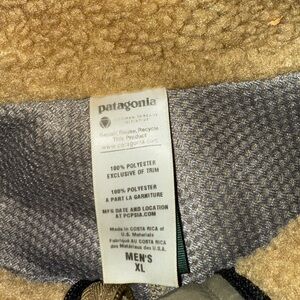 patagonia
Repair, Reuse, Recycle
This Product
www.patagonia.com
100% POLYESTER
EXCLUSIVE OF TRIM
100% POLYESTER
A PART LA GARNITURE
MFN DATE AND LOCATION
AT PCPSIA.COM
Made in COSTA RICA of
U.S. Materials
Fabriqué AU COSTA RICA
des Matériaux des U.S.A.
MEN'S
XL